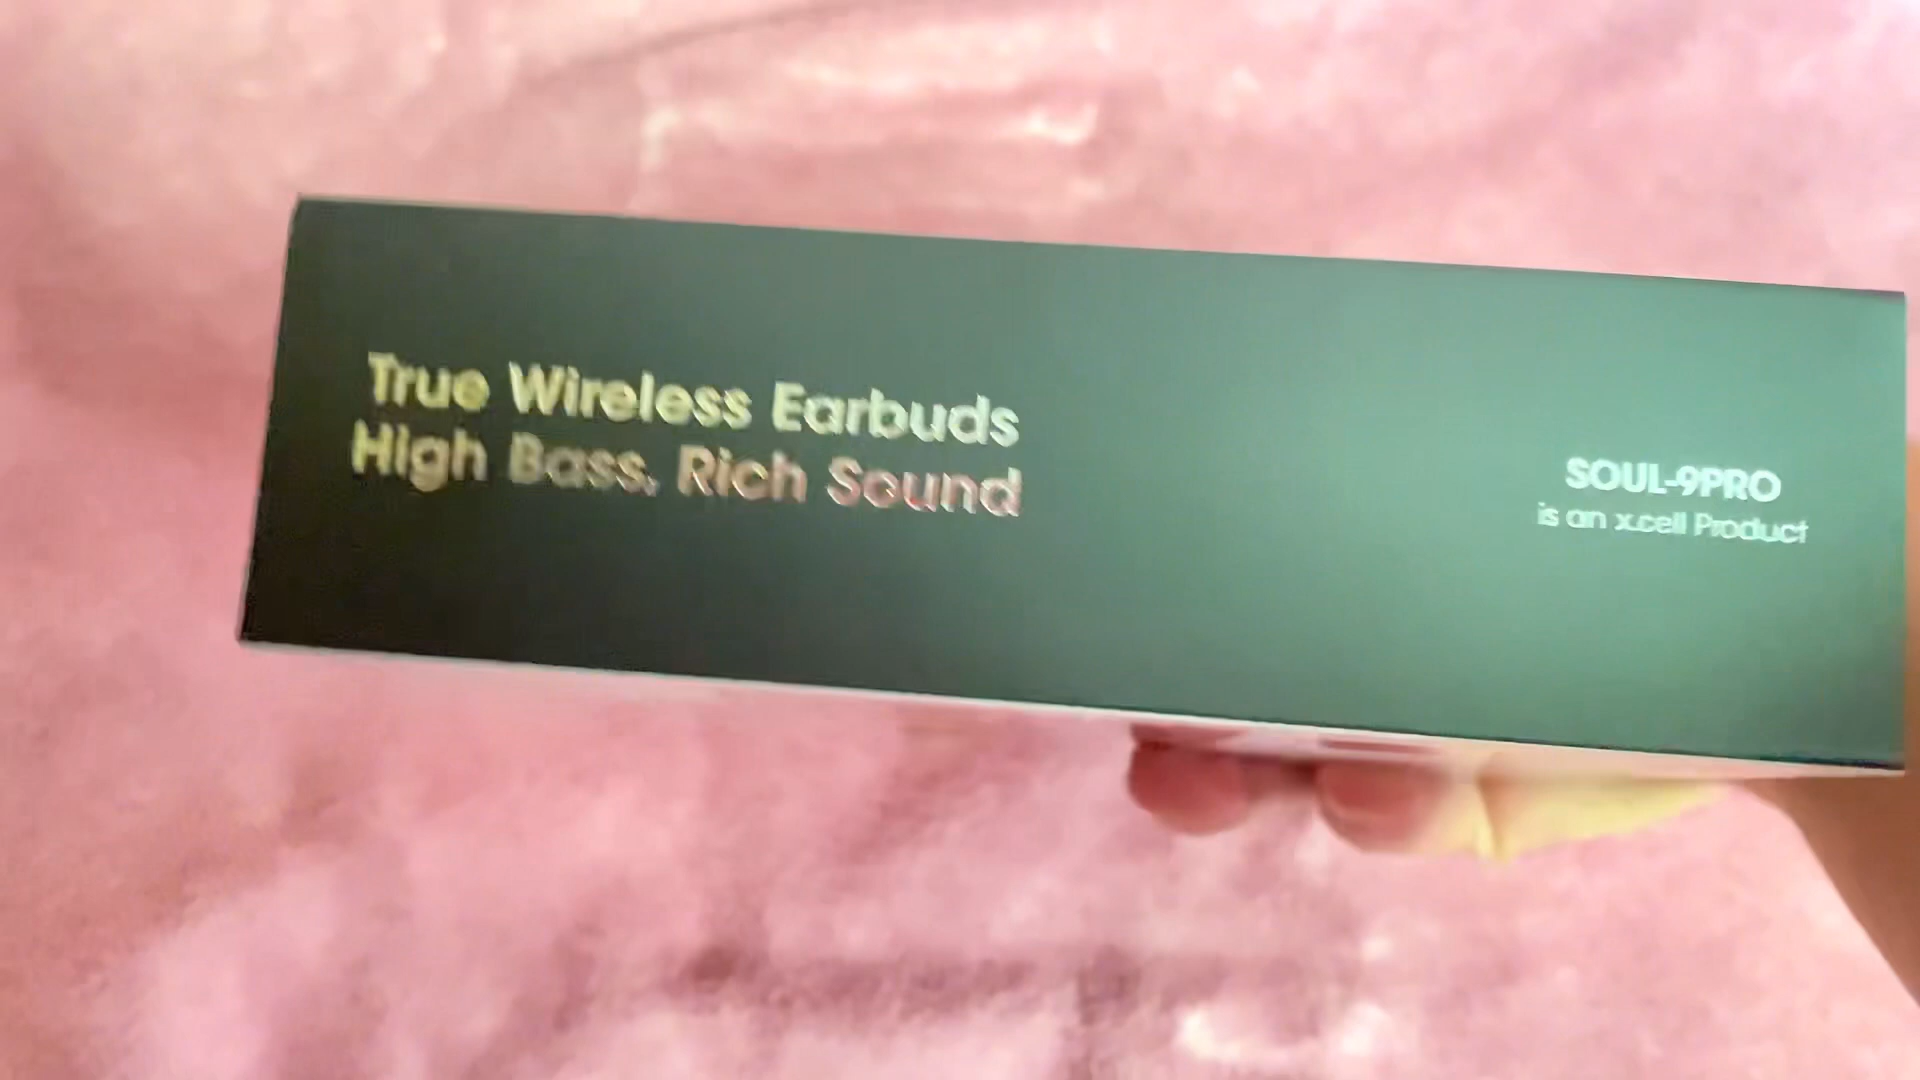 True Wireless Earbuds
High Bass, Rich Sound
SOUL-9PRO
is an x.cell Product